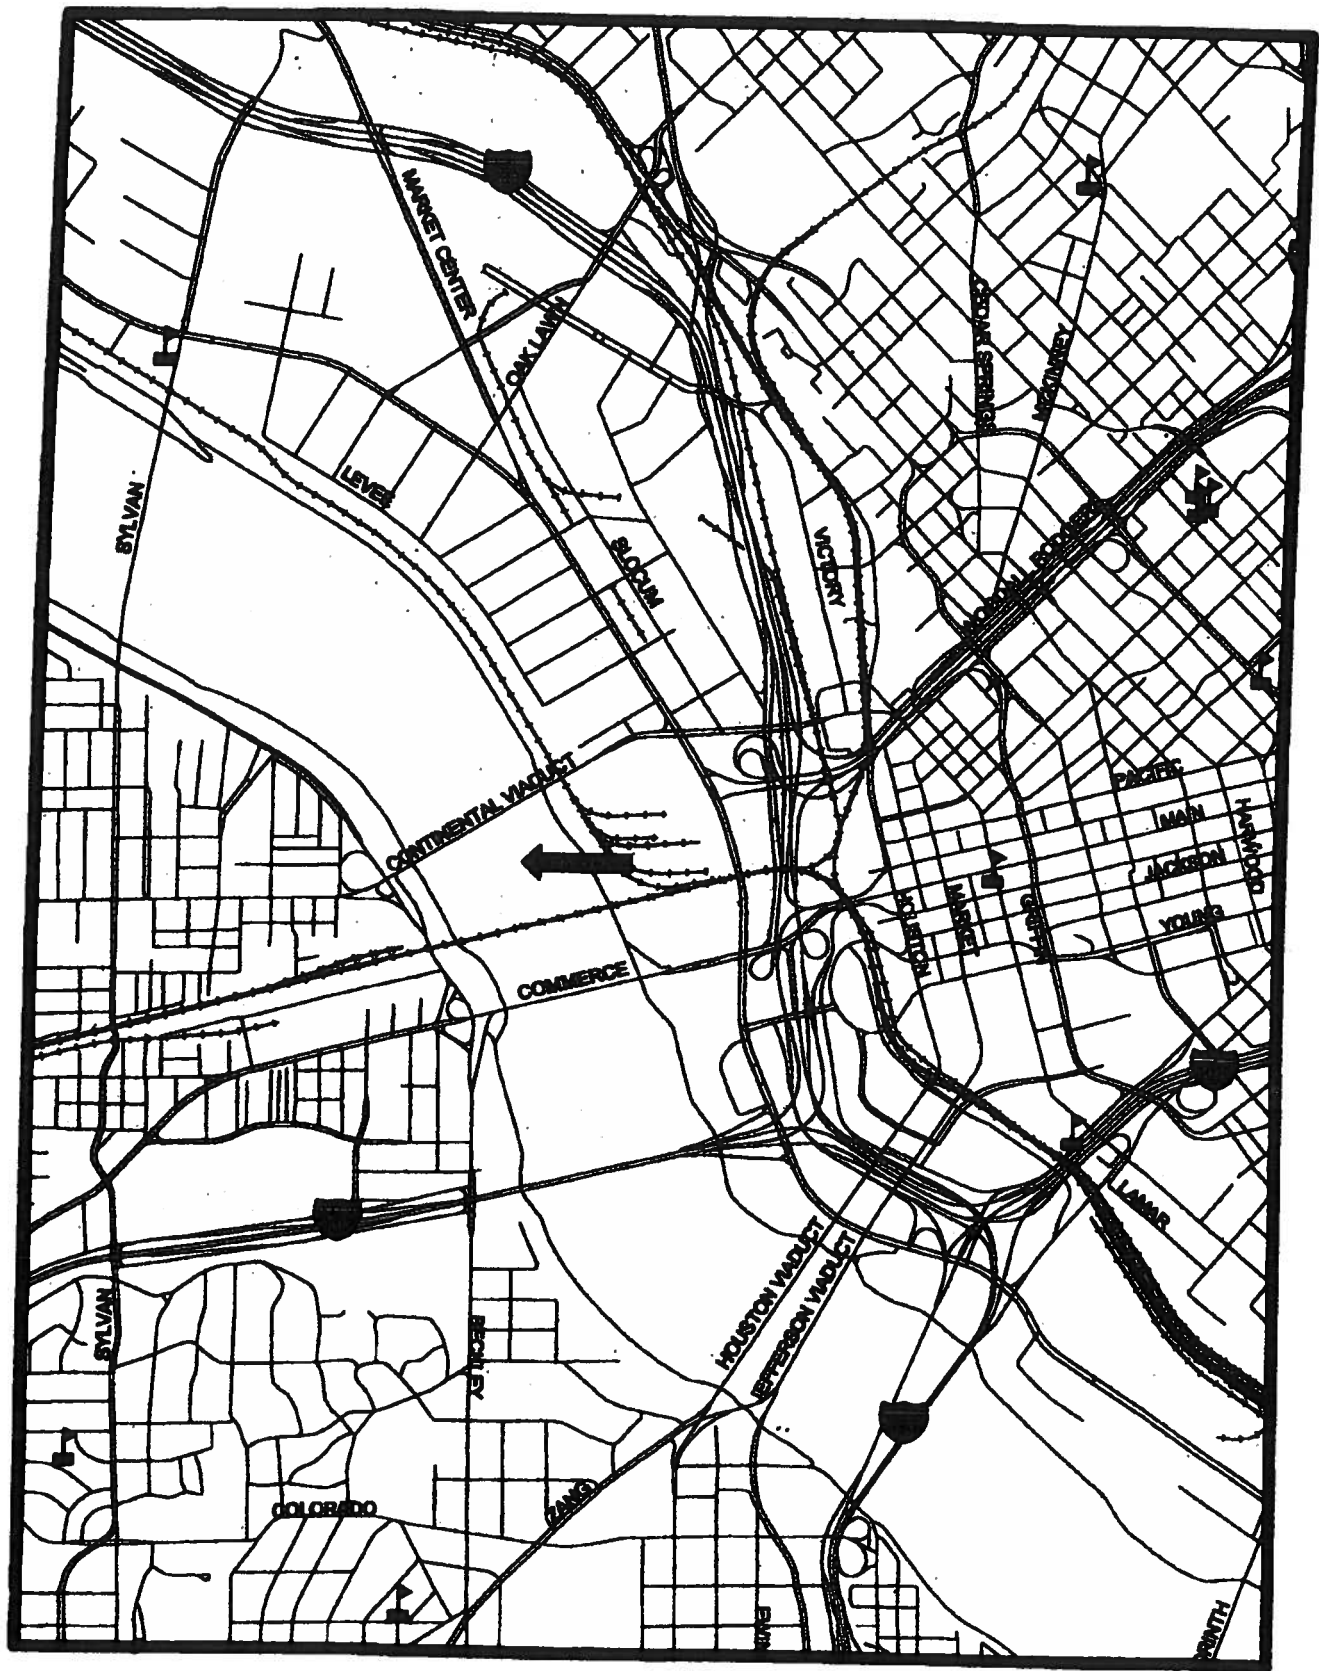 MARKET CENTER
OAK LAWN
CEDAR SPRINGS
MCKINNEY
LEVEE
SYLVAN
SLOCUM
VICTORY
WOODALL RODGERS
CONTINENTAL VIADUCT
PACIFIC
MAIN
HARWOOD
JACKSON
HOUSTON
MARKET
GRIFFIN
YOUNG
COMMERCE
LAMAR
HOUSTON VIADUCT
JEFFERSON VIADUCT
SYLVAN
BECKLEY
COLORADO
ZANG
RINTH